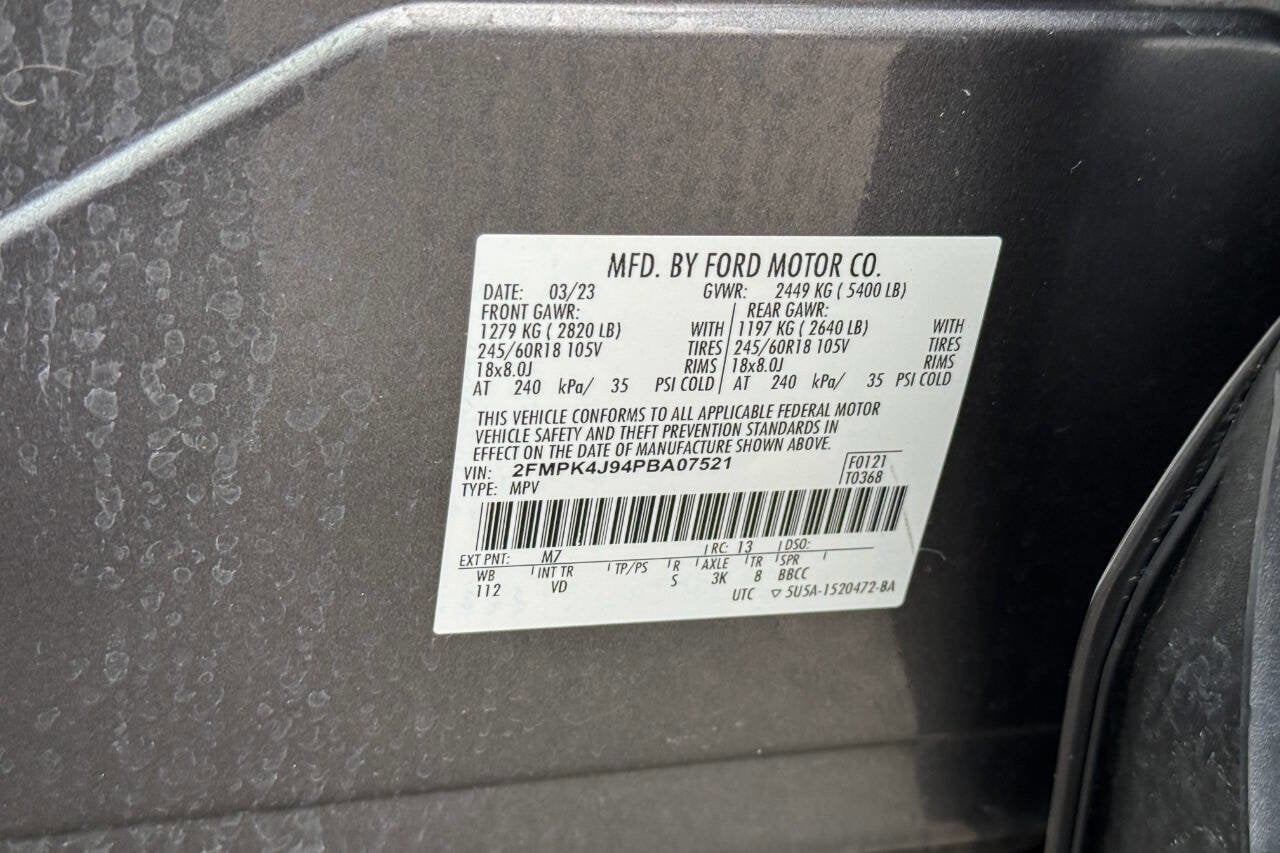 MFD. BY FORD MOTOR CO.
DATE: 03/23 GVWR: 2449 KG ( 5400 LB)
FRONT GAWR: REAR GAWR:
1279 KG ( 2820 LB) WITH 1197 KG ( 2640 LB) WITH
245/60R18 105V TIRES 245/60R18 105V TIRES
18x8.0J RIMS 18x8.0J RIMS
AT 240 kPa/ 35 PSI COLD AT 240 kPa/ 35 PSI COLD
THIS VEHICLE CONFORMS TO ALL APPLICABLE FEDERAL MOTOR
VEHICLE SAFETY AND THEFT PREVENTION STANDARDS IN
EFFECT ON THE DATE OF MANUFACTURE SHOWN ABOVE.
VIN: 2FMPK4J94PBA07521 F0121
TYPE: MPV T0368
EXT PNT: M7 RC: 13 DSO:
WB INT TR TP/PS R AXLE TR SPR
112 VD S 3K 8 BBCC
UTC ▽ 5U5A-1520472-BA